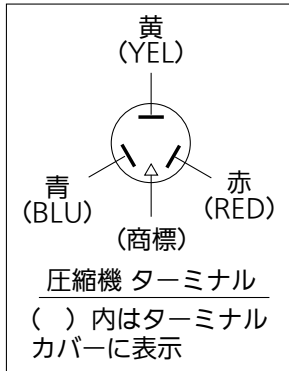 黄
(YEL)
青
(BLU)
赤
(RED)
(商標)
圧縮機 ターミナル
(　)内はターミナル
カバーに表示